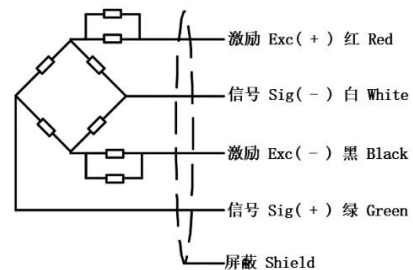 激励 Exc(+) 红 Red
信号 Sig(-) 白 White
激励 Exc(-) 黑 Black
信号 Sig(+) 绿 Green
屏蔽 Shield